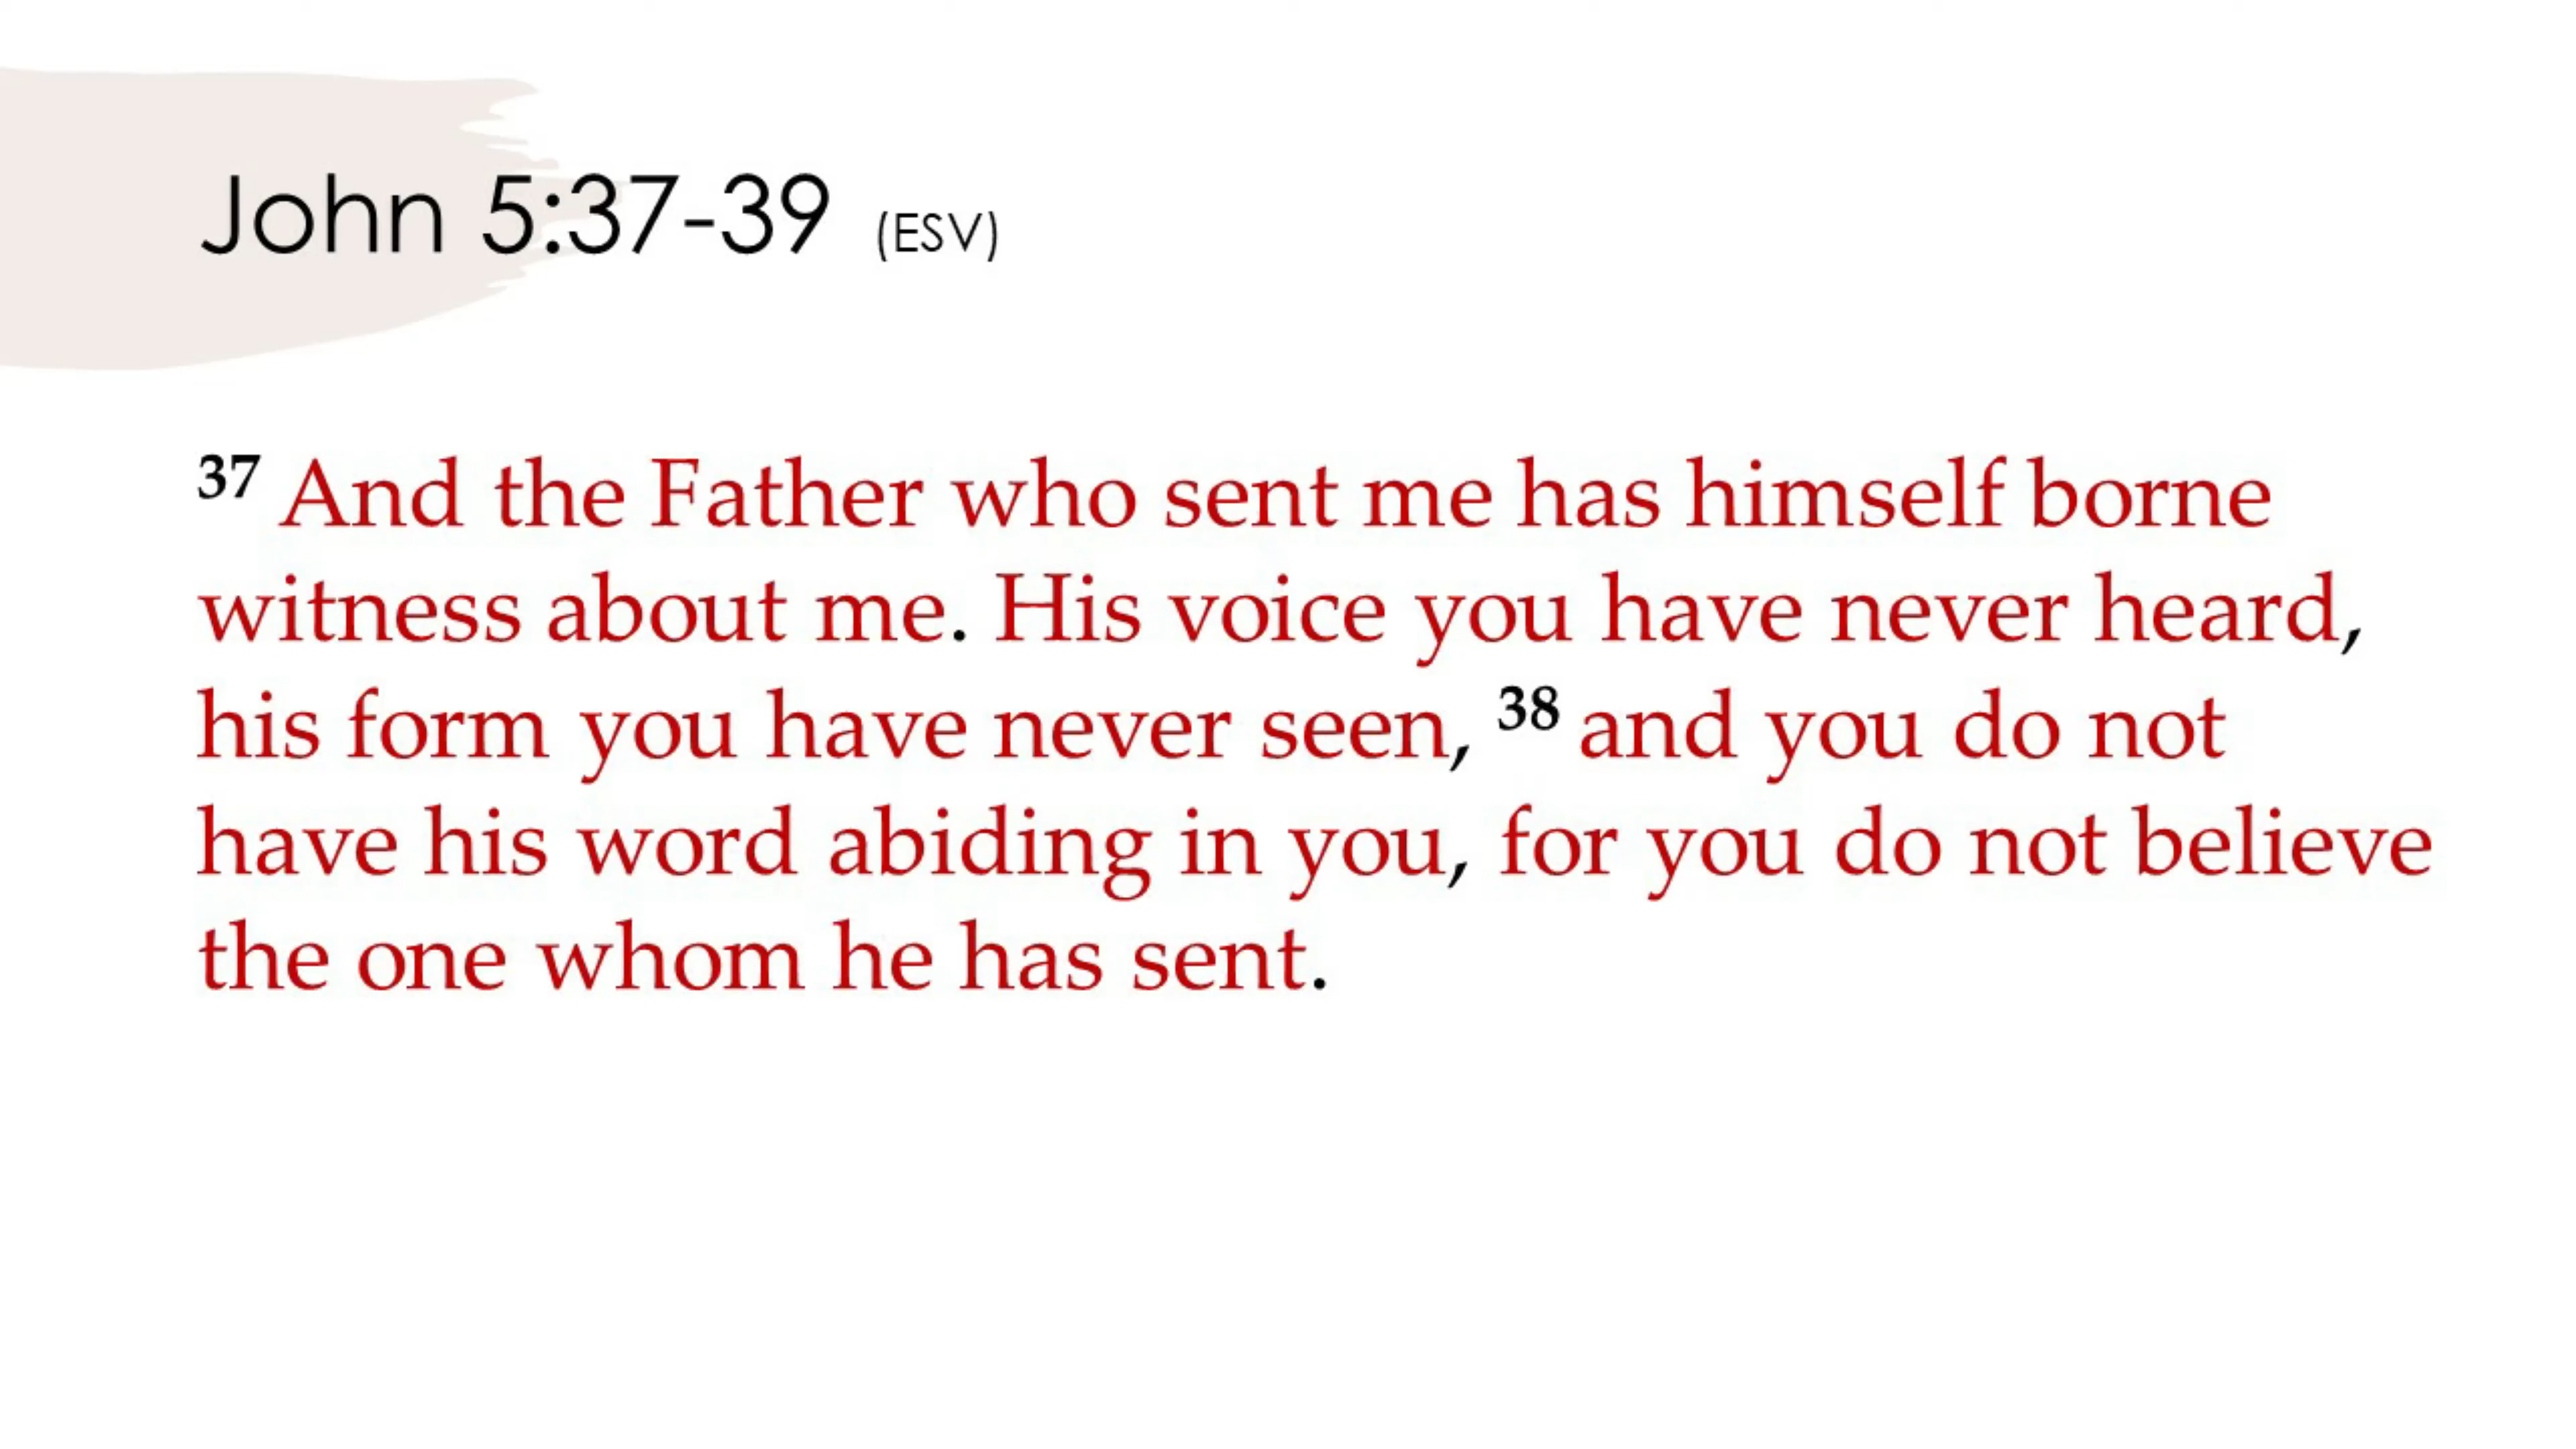 John 5:37-39 (ESV)
37 And the Father who sent me has himself borne
witness about me. His voice you have never heard,
his form you have never seen, 38 and you do not
have his word abiding in you, for you do not believe
the one whom he has sent.